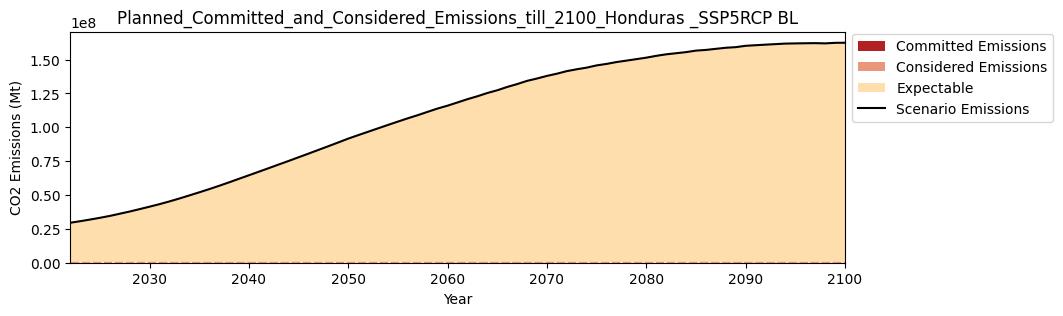 Planned_Committed_and_Considered_Emissions_till_2100_Honduras _SSP5RCP BL
1e8
CO2 Emissions (Mt)
1.50
1.25
1.00
0.75
0.50
0.25
0.00
2030 2040 2050 2060 2070 2080 2090 2100
Year
Committed Emissions
Considered Emissions
Expectable
Scenario Emissions